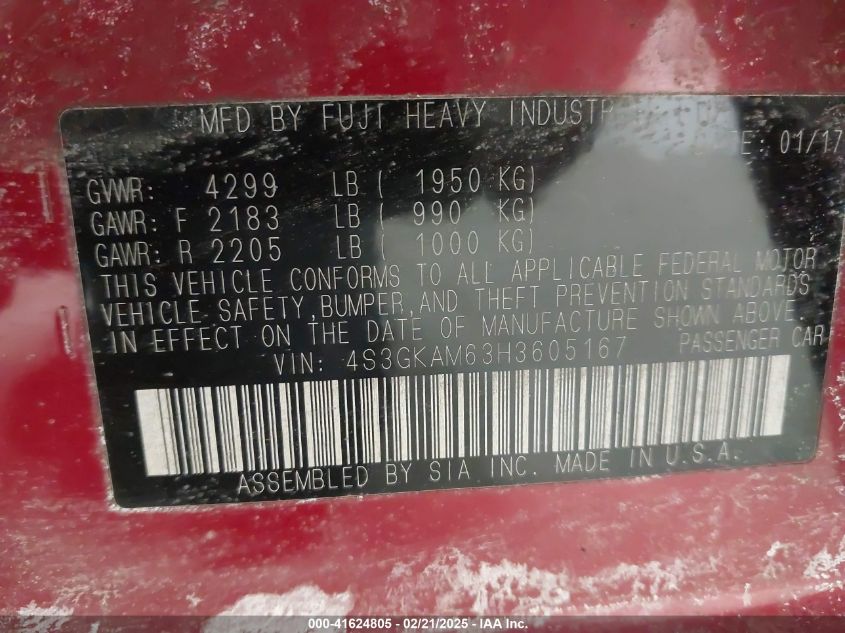 MFD BY FUJI HEAVY INDUSTR
: 01/17
GVWR: 4299 LB ( 1950 KG)
GAWR: F 2183 LB ( 990 KG)
GAWR: R 2205 LB ( 1000 KG)
THIS VEHICLE CONFORMS TO ALL APPLICABLE FEDERAL MOTOR
VEHICLE SAFETY,BUMPER,AND THEFT PREVENTION STANDARDS
IN EFFECT ON THE DATE OF MANUFACTURE SHOWN ABOVE.
VIN: 4S3GKAM63H3605167 PASSENGER CAR
ASSEMBLED BY SIA INC. MADE IN U.S.A.
000-41624805 - 02/21/2025 - IAAI.COM